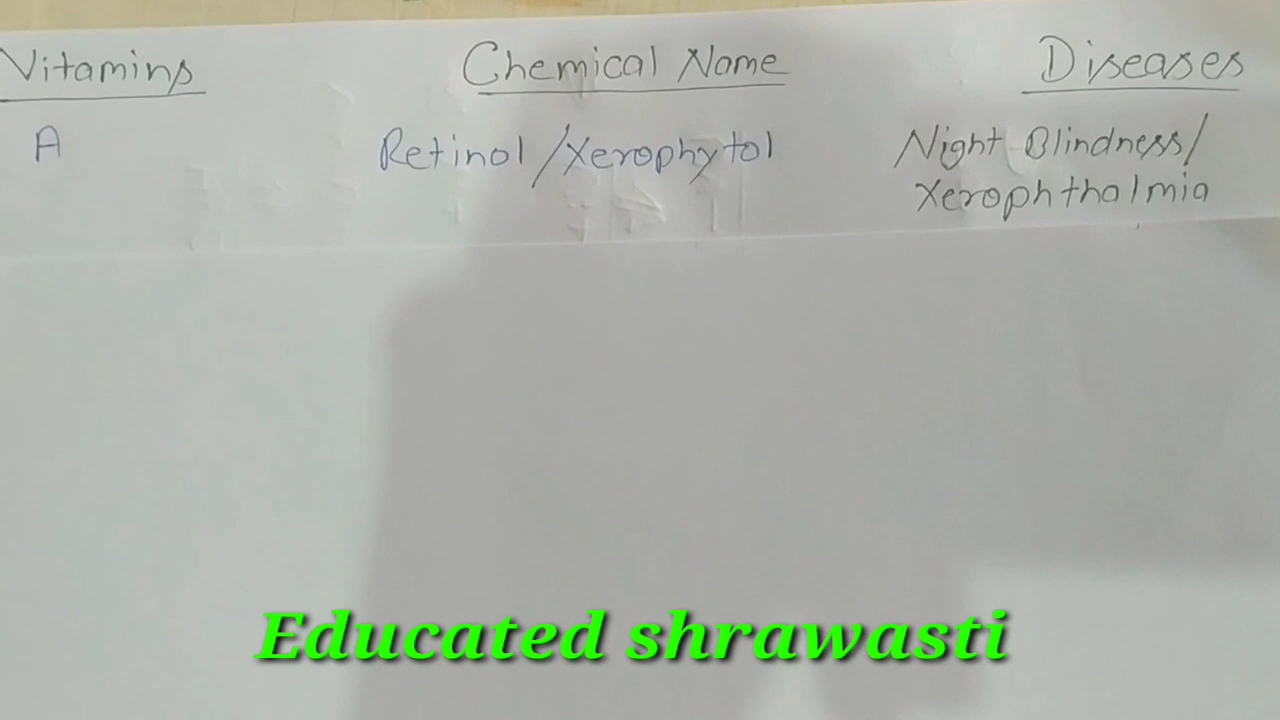 Vitamins Chemical Name Diseases
A Retinol/Xerophytol Night Blindness/
Xerophthalmia
Educated shrawasti